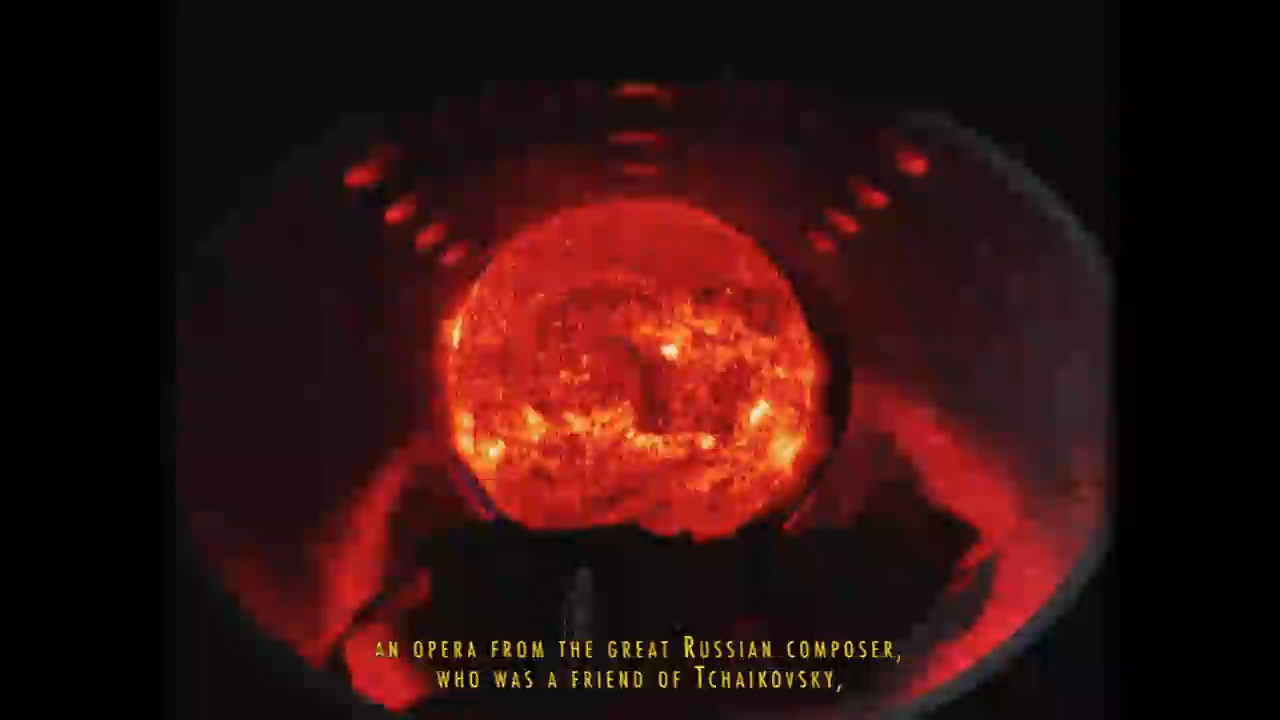 an opera from the great Russian composer,
who was a friend of Tchaikovsky,